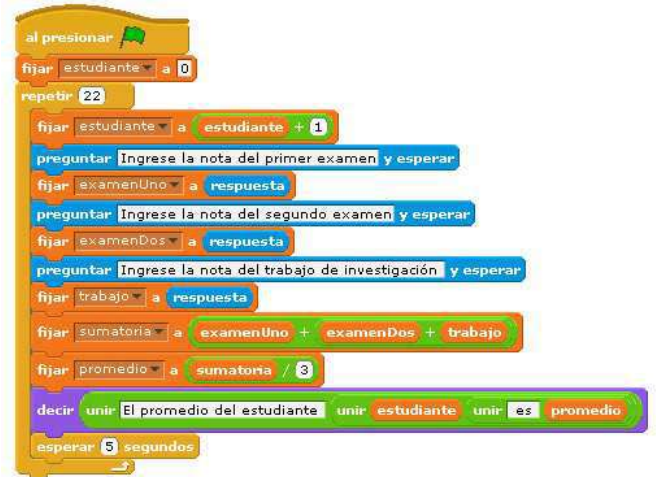 al presionar
fijar estudiante a 0
repetir 22
fijar estudiante a estudiante + 1
preguntar Ingrese la nota del primer examen y esperar
fijar examenUno a respuesta
preguntar Ingrese la nota del segundo examen y esperar
fijar examenDos a respuesta
preguntar Ingrese la nota del trabajo de investigación y esperar
fijar trabajo a respuesta
fijar sumatoria a examenUno + examenDos + trabajo
fijar promedio a sumatoria / 3
decir unir El promedio del estudiante unir estudiante unir es promedio
esperar 5 segundos